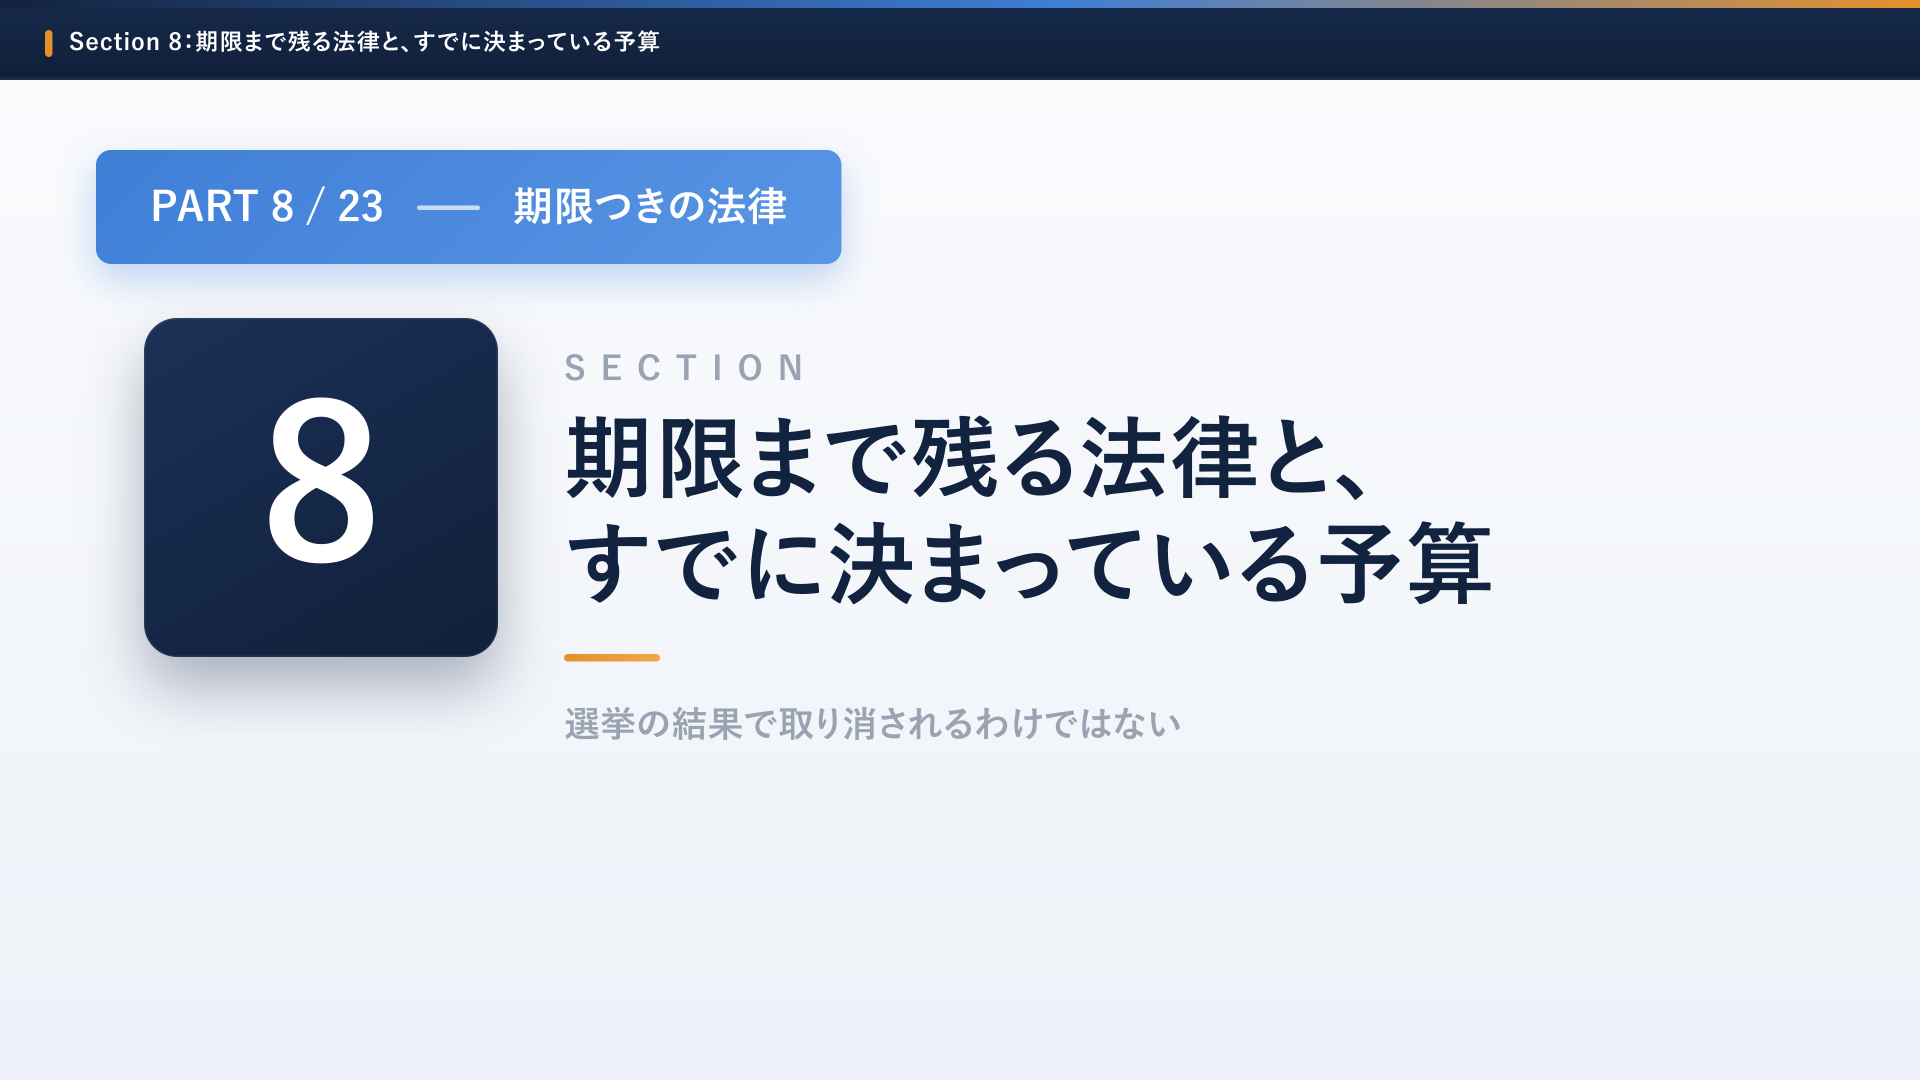 Section 8：期限まで残る法律と、すでに決まっている予算
PART 8 / 23 — 期限つきの法律
8
SECTION
期限まで残る法律と、
すでに決まっている予算
選挙の結果で取り消されるわけではない